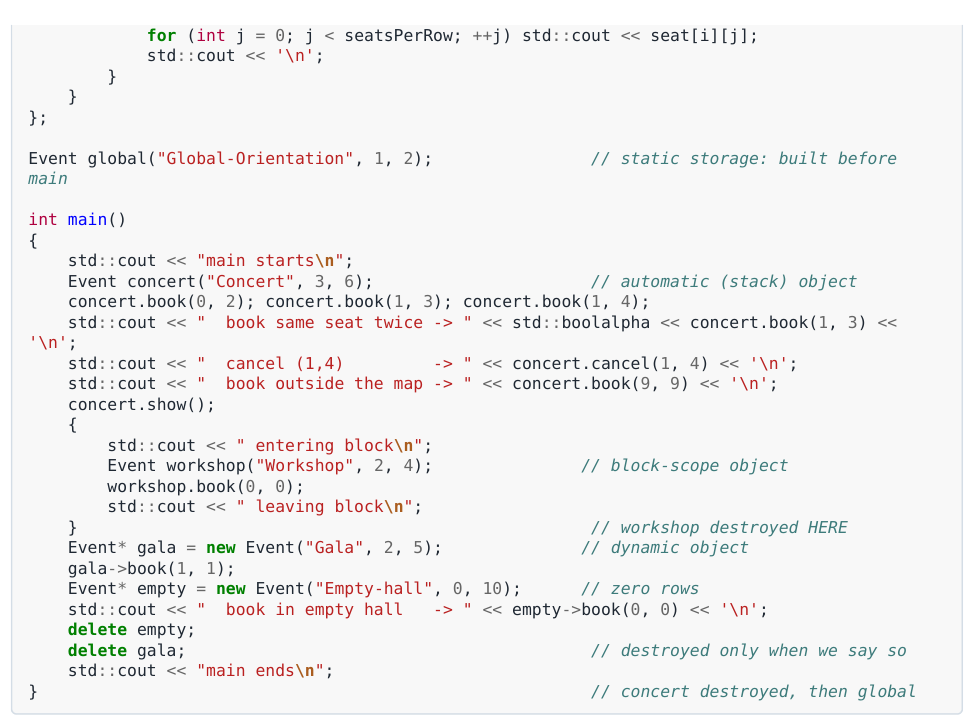 for (int j = 0; j < seatsPerRow; ++j) std::cout << seat[i][j];
            std::cout << '\n';
        }
    }
};

Event global("Global-Orientation", 1, 2);                // static storage: built before
main

int main()
{
    std::cout << "main starts\n";
    Event concert("Concert", 3, 6);                      // automatic (stack) object
    concert.book(0, 2); concert.book(1, 3); concert.book(1, 4);
    std::cout << "  book same seat twice -> " << std::boolalpha << concert.book(1, 3) <<
'\n';
    std::cout << "  cancel (1,4)         -> " << concert.cancel(1, 4) << '\n';
    std::cout << "  book outside the map -> " << concert.book(9, 9) << '\n';
    concert.show();
    {
        std::cout << " entering block\n";
        Event workshop("Workshop", 2, 4);               // block-scope object
        workshop.book(0, 0);
        std::cout << " leaving block\n";
    }                                                    // workshop destroyed HERE
    Event* gala = new Event("Gala", 2, 5);              // dynamic object
    gala->book(1, 1);
    Event* empty = new Event("Empty-hall", 0, 10);      // zero rows
    std::cout << "  book in empty hall   -> " << empty->book(0, 0) << '\n';
    delete empty;
    delete gala;                                         // destroyed only when we say so
    std::cout << "main ends\n";
}                                                        // concert destroyed, then global